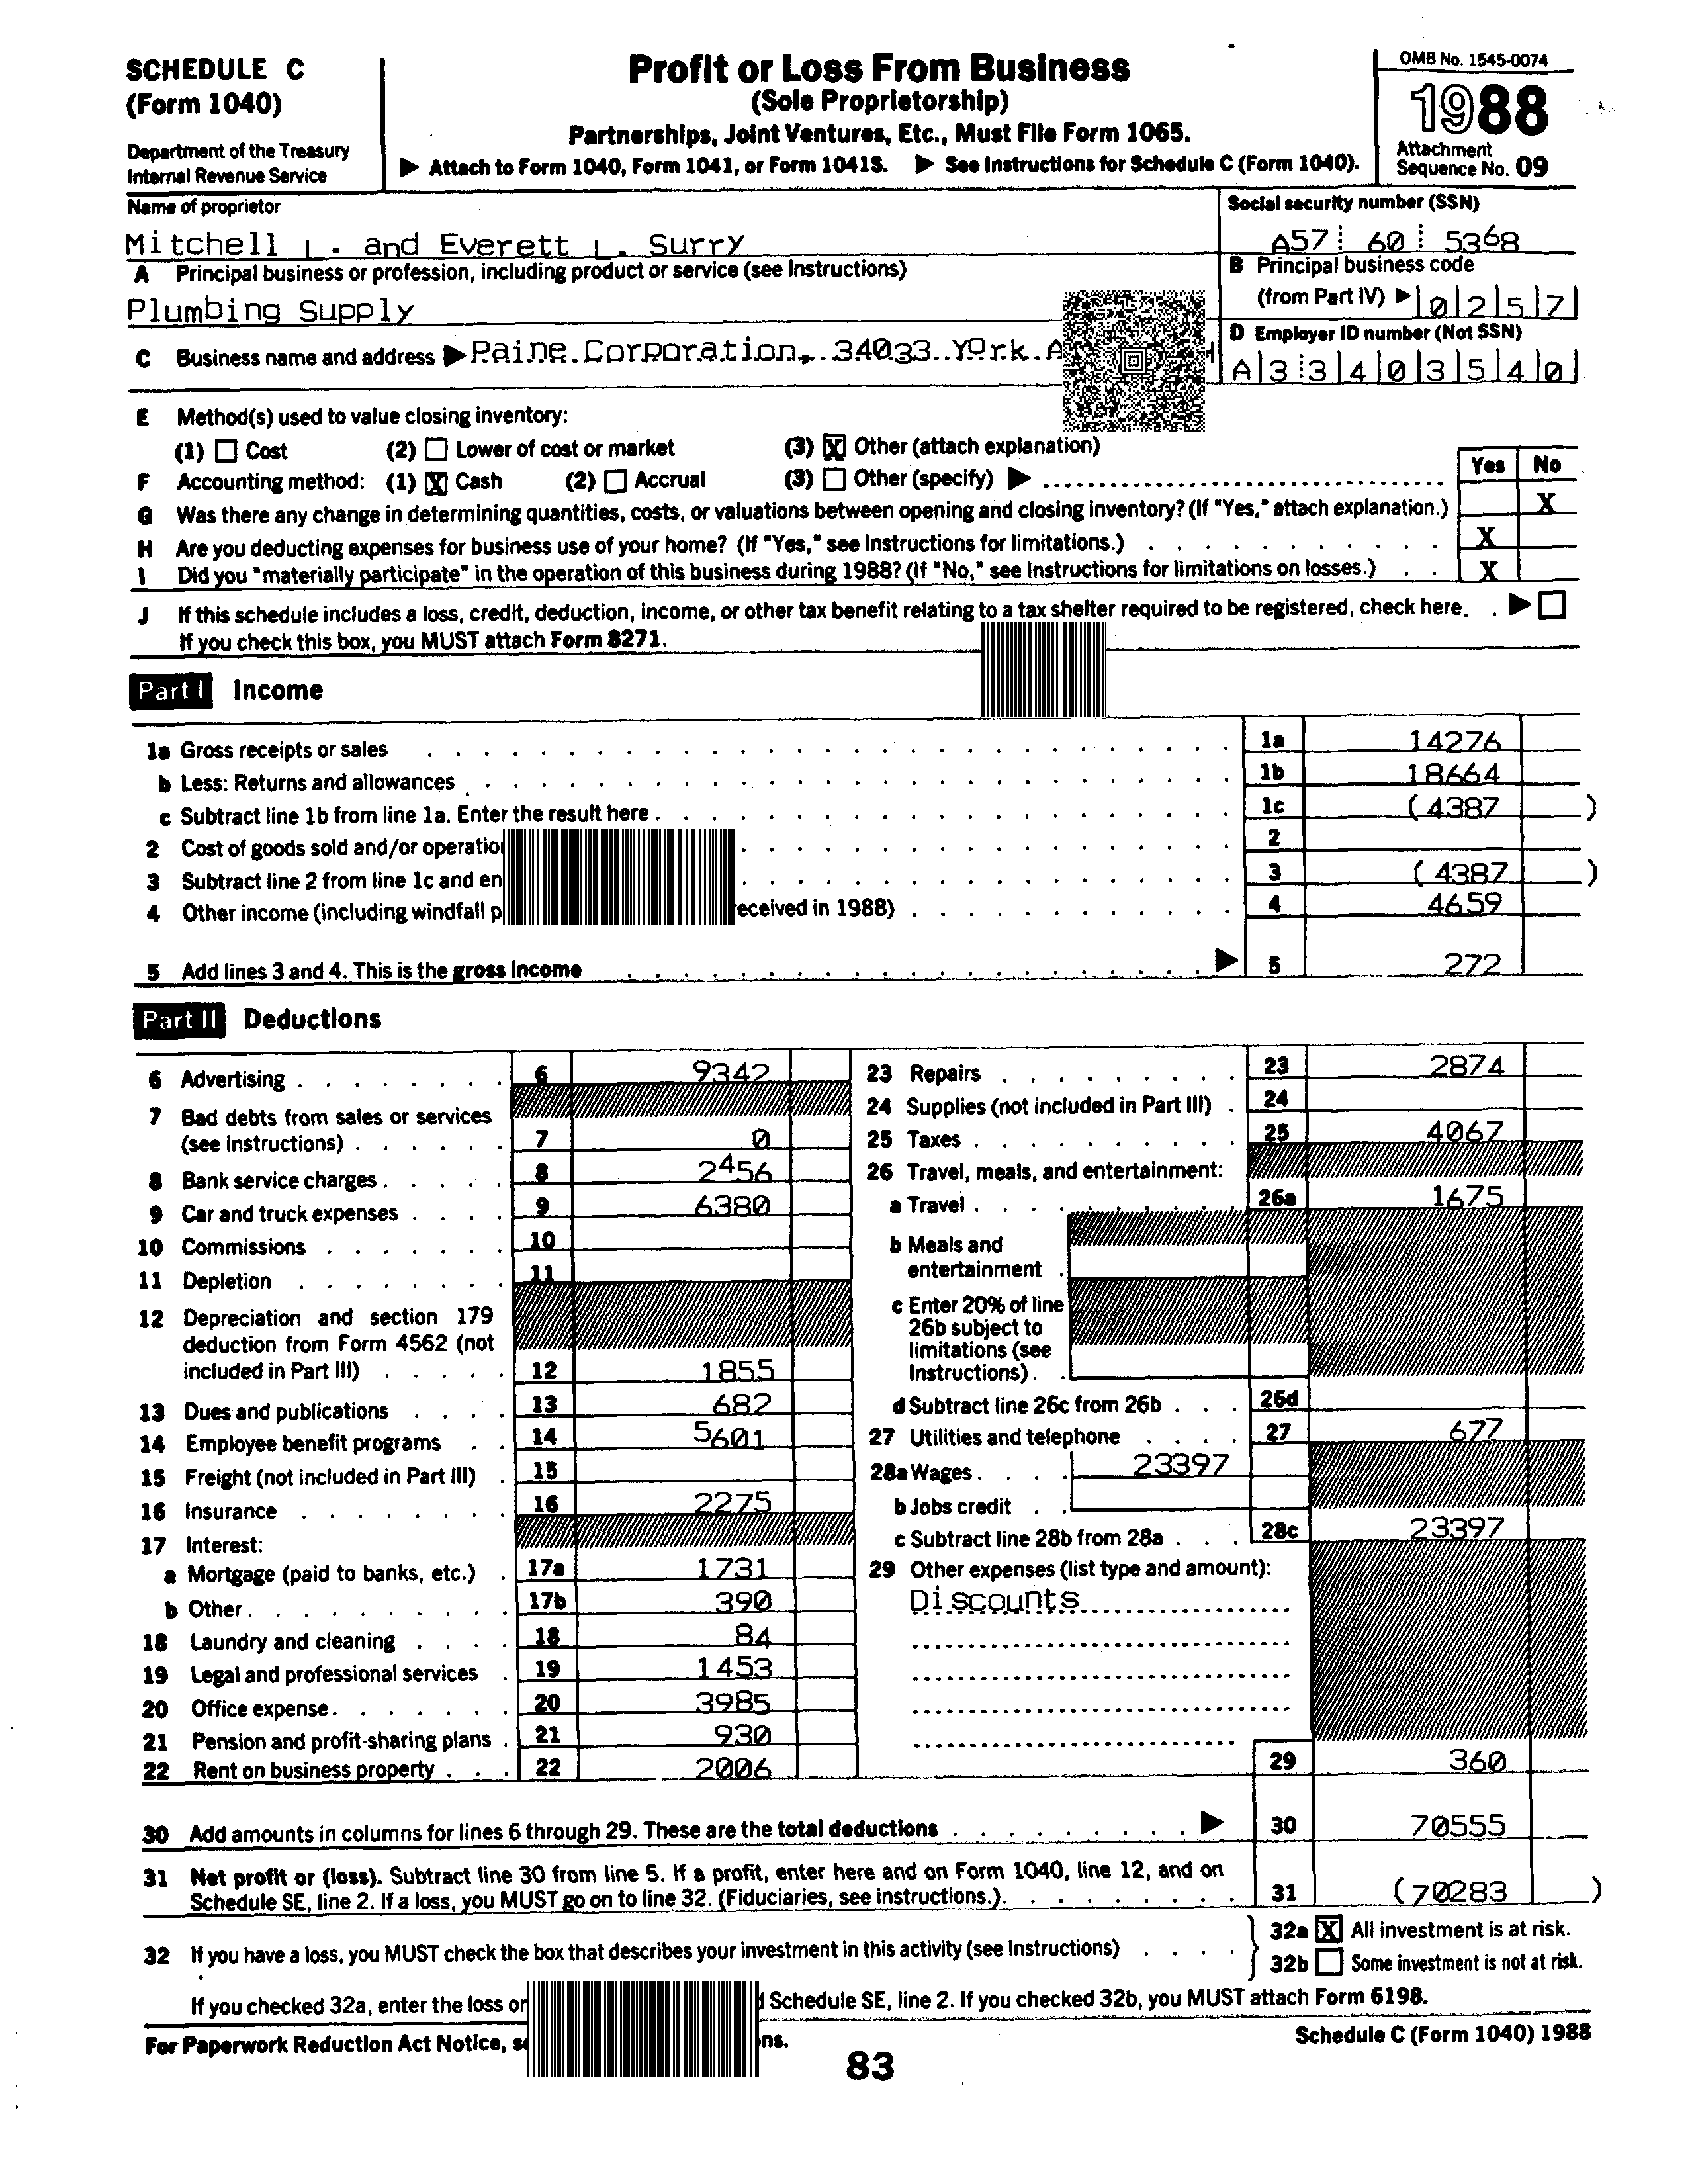 SCHEDULE C
(Form 1040)
Department of the Treasury
Internal Revenue Service
Profit or Loss From Business
(Sole Proprietorship)
Partnerships, Joint Ventures, Etc., Must File Form 1065.
▶ Attach to Form 1040, Form 1041, or Form 1041S. ▶ See Instructions for Schedule C (Form 1040).
OMB No. 1545-0074
1988
Attachment
Sequence No. 09
Name of proprietor
Mitchell L. and Everett L. Surry
Social security number (SSN)
A57 60 5368
A Principal business or profession, including product or service (see Instructions)
Plumbing Supply
B Principal business code
(from Part IV) ▶ 0257
C Business name and address ▶ Paine Corporation, 34033 York
D Employer ID number (Not SSN)
A33403540
E Method(s) used to value closing inventory:
(1) Cost (2) Lower of cost or market (3) X Other (attach explanation)
F Accounting method: (1) X Cash (2) Accrual (3) Other (specify) ▶
Yes No
G Was there any change in determining quantities, costs, or valuations between opening and closing inventory? (If "Yes," attach explanation.) X
H Are you deducting expenses for business use of your home? (If "Yes," see Instructions for limitations.) X
I Did you "materially participate" in the operation of this business during 1988? (If "No," see Instructions for limitations on losses.) X
J If this schedule includes a loss, credit, deduction, income, or other tax benefit relating to a tax shelter required to be registered, check here. ▶
If you check this box, you MUST attach Form 8271.
Part I Income
1a Gross receipts or sales 1a 14276
b Less: Returns and allowances 1b 18664
c Subtract line 1b from line 1a. Enter the result here 1c (4387)
2 Cost of goods sold and/or 2
3 Subtract line 2 from line 1c and 3 (4387)
4 Other income (including windfall in 1988) 4 4659
5 Add lines 3 and 4. This is the gross income ▶ 5 272
Part II Deductions
6 Advertising 6 9342
7 Bad debts from sales or services
(see Instructions) 7 0
8 Bank service charges 8 2456
9 Car and truck expenses 9 6380
10 Commissions 10
11 Depletion 11
12 Depreciation and section 179
deduction from Form 4562 (not
included in Part III) 12 1855
13 Dues and publications 13 682
14 Employee benefit programs 14 5601
15 Freight (not included in Part III) 15
16 Insurance 16 2275
17 Interest:
a Mortgage (paid to banks, etc.) 17a 1731
b Other 17b 390
18 Laundry and cleaning 18 84
19 Legal and professional services 19 1453
20 Office expense 20 3985
21 Pension and profit-sharing plans 21 930
22 Rent on business property 22 2006
23 Repairs 23 2874
24 Supplies (not included in Part III) 24
25 Taxes 25 4067
26 Travel, meals, and entertainment:
a Travel 26a 1675
b Meals and
entertainment
c Enter 20% of line
26b subject to
limitations (see
Instructions)
d Subtract line 26c from 26b 26d
27 Utilities and telephone 27 677
28a Wages 23397
b Jobs credit
c Subtract line 28b from 28a 28c 23397
29 Other expenses (list type and amount):
Discounts
29 360
30 Add amounts in columns for lines 6 through 29. These are the total deductions ▶ 30 70555
31 Net profit or (loss). Subtract line 30 from line 5. If a profit, enter here and on Form 1040, line 12, and on
Schedule SE, line 2. If a loss, you MUST go on to line 32. (Fiduciaries, see instructions.) 31 (70283)
32 If you have a loss, you MUST check the box that describes your investment in this activity (see Instructions)
32a X All investment is at risk.
32b Some investment is not at risk.
If you checked 32a, enter the loss Schedule SE, line 2. If you checked 32b, you MUST attach Form 6198.
For Paperwork Reduction Act Notice,
Schedule C (Form 1040) 1988
83